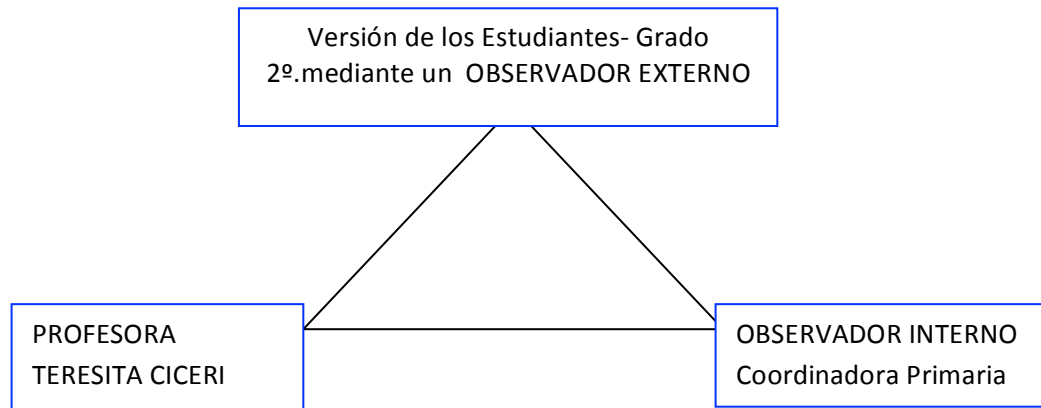 Versión de los Estudiantes- Grado
2º.mediante un  OBSERVADOR EXTERNO
PROFESORA
TERESITA CICERI
OBSERVADOR INTERNO
Coordinadora Primaria